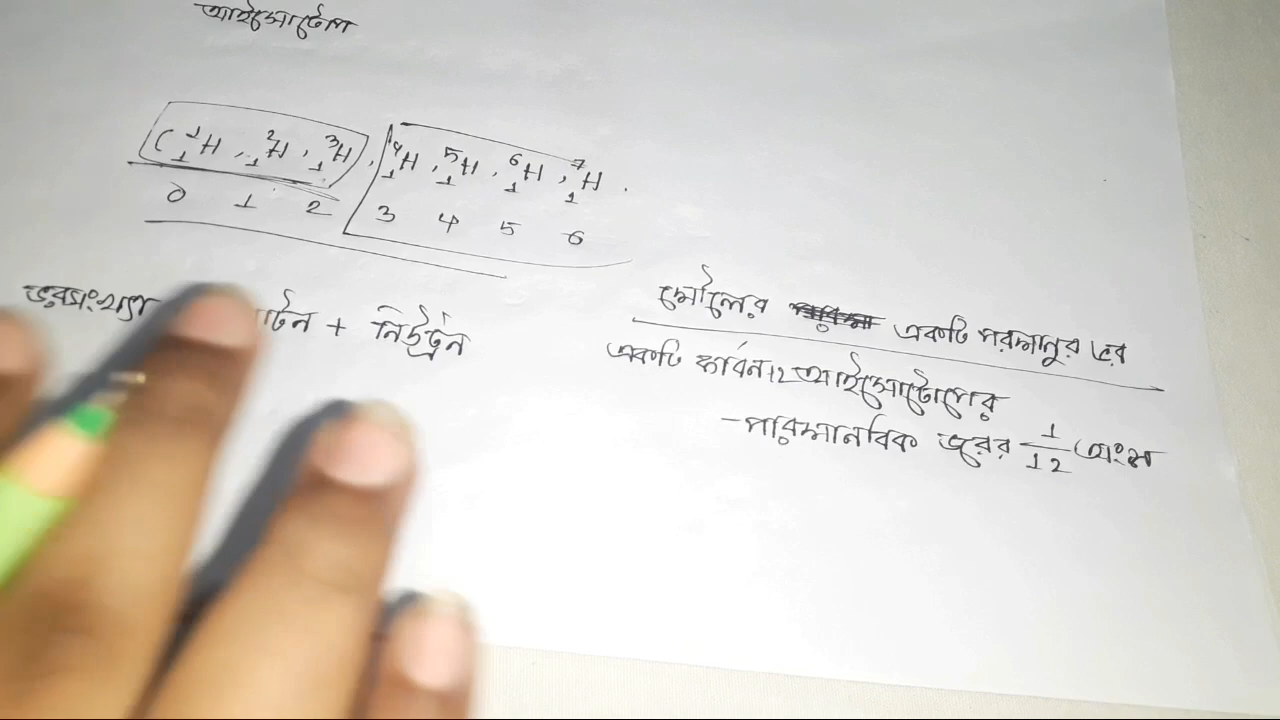 আইসোটোপ
(¹₁H, ²₁H, ³₁H), ⁴₁H, ⁵₁H, ⁶₁H, ⁷₁H.
0 1 2 3 4 5 6
ভরসংখ্যা + নিউট্রন
মৌলের একটি পরমানুর ভর
একটি কার্বন 12 আইসোটোপের
পারমানবিক ভরের 1/12 অংশ